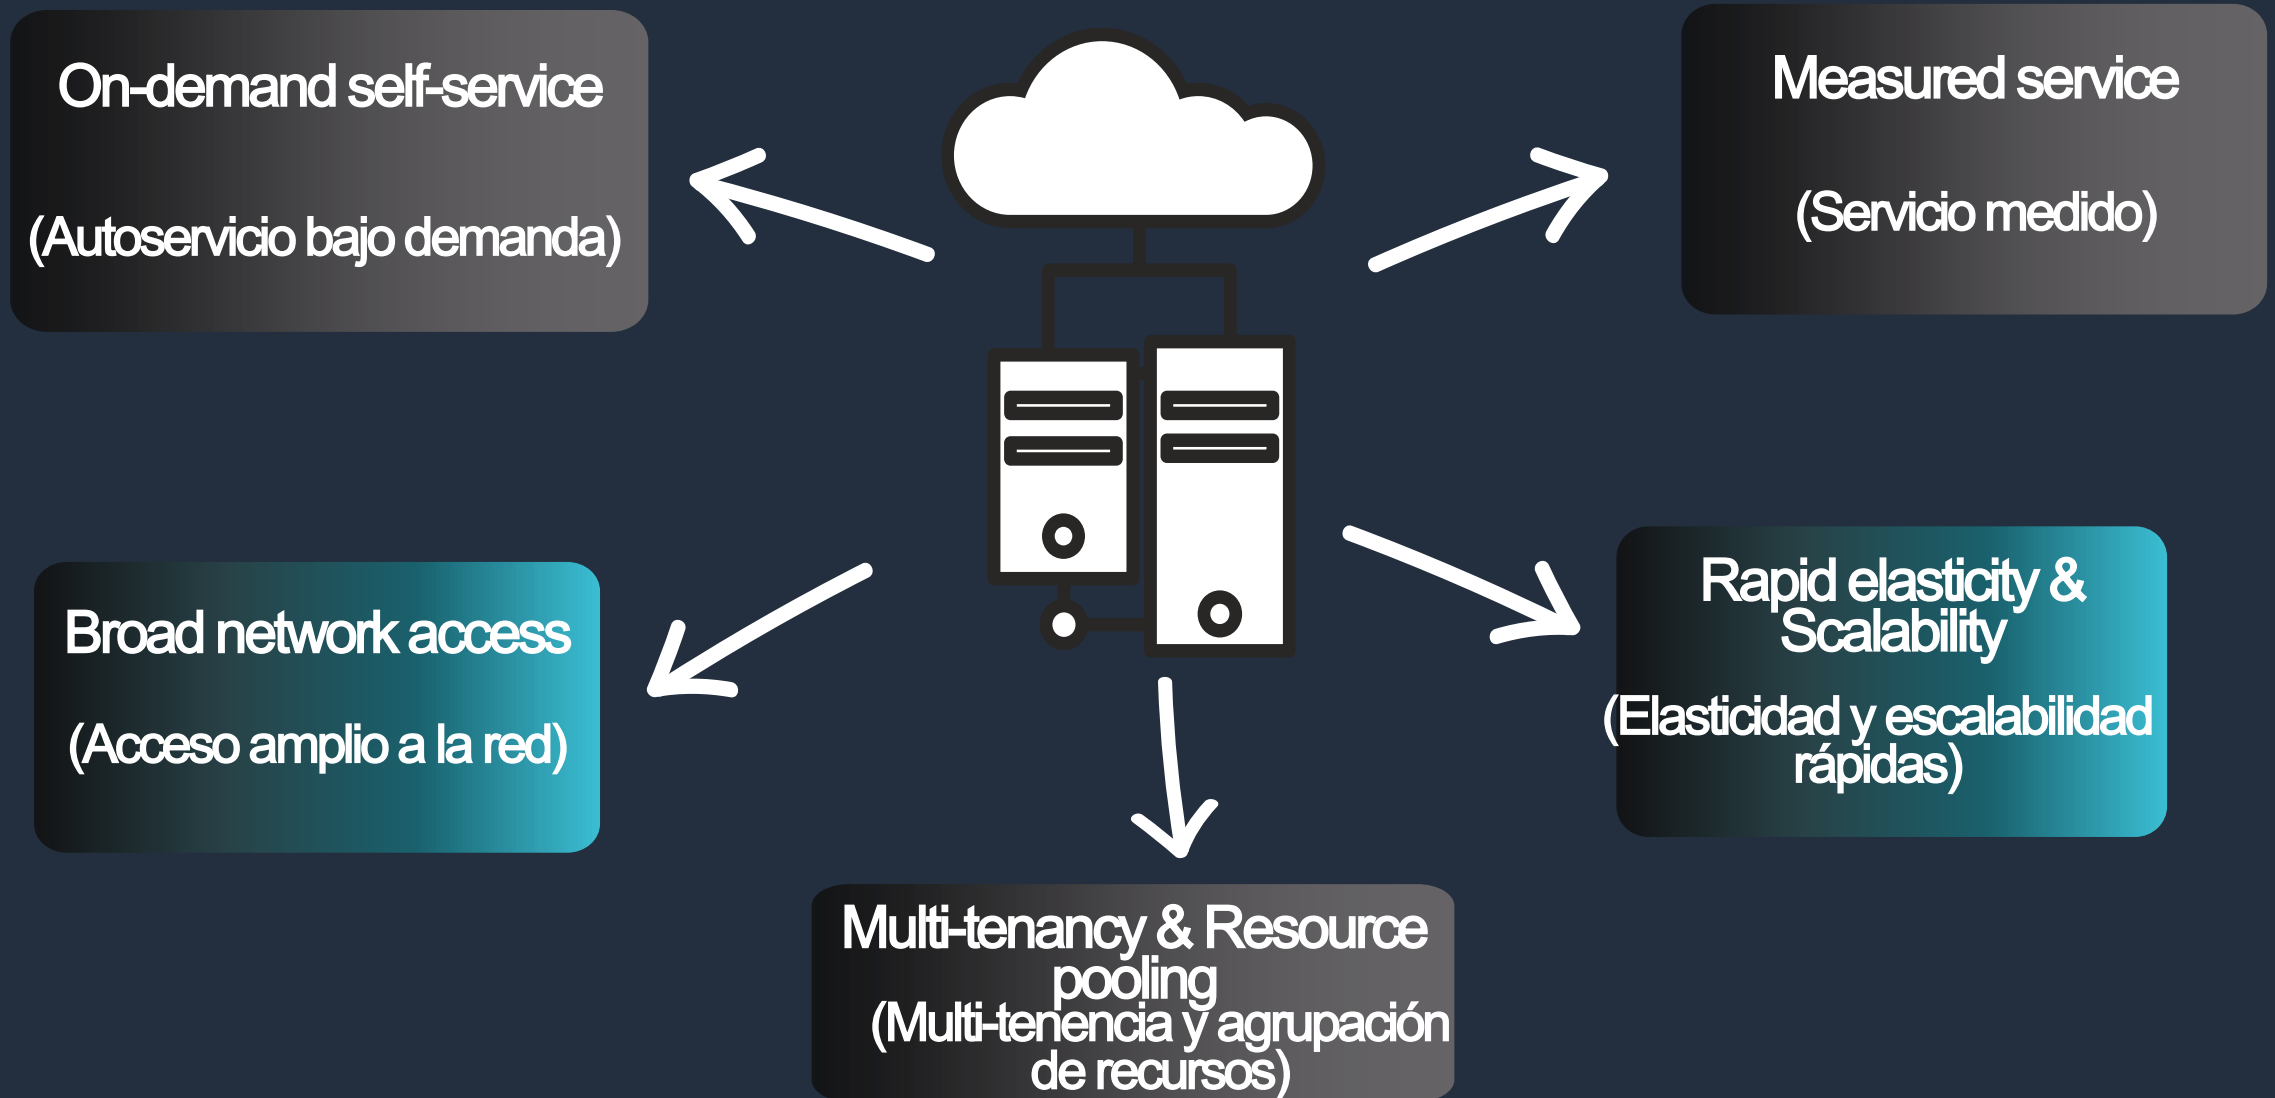 On-demand self-service
(Autoservicio bajo demanda)
Measured service
(Servicio medido)
Broad network access
(Acceso amplio a la red)
Rapid elasticity &
Scalability
(Elasticidad y escalabilidad
rápidas)
Multi-tenancy & Resource
pooling
(Multi-tenencia y agrupación
de recursos)